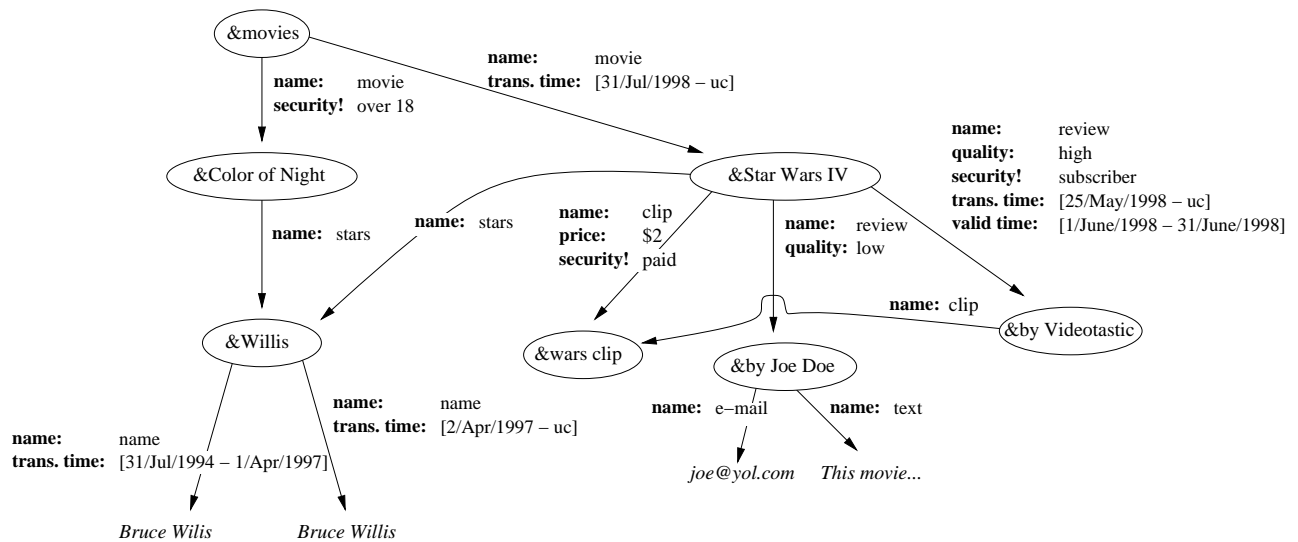 &movies
name: movie
trans. time: [31/Jul/1998 – uc]
name: movie
security! over 18
name: review
quality: high
security! subscriber
trans. time: [25/May/1998 – uc]
valid time: [1/June/1998 – 31/June/1998]
&Color of Night
&Star Wars IV
name: stars
name: stars
name: clip
price: $2
security! paid
name: review
quality: low
name: clip
&Willis
&wars clip
&by Joe Doe
&by Videotastic
name: name
trans. time: [31/Jul/1994 – 1/Apr/1997]
name: name
trans. time: [2/Apr/1997 – uc]
name: e–mail
name: text
joe@yol.com
This movie...
Bruce Wilis
Bruce Willis